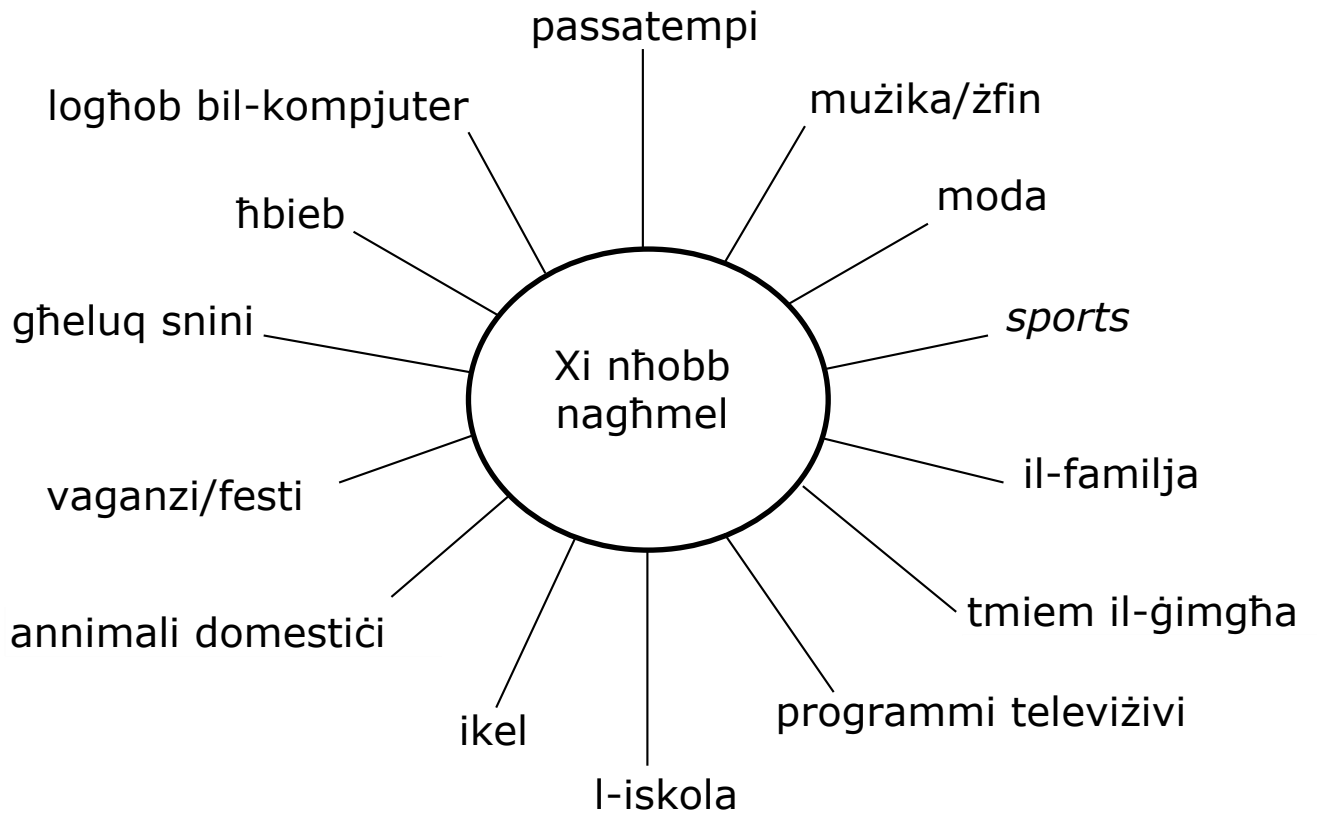 passatempi
logħob bil-kompjuter
mużika/żfin
moda
ħbieb
sports
għeluq snini
Xi nħobb
nagħmel
il-familja
vaganzi/festi
tmiem il-ġimgħa
annimali domestiċi
programmi televiżivi
ikel
l-iskola